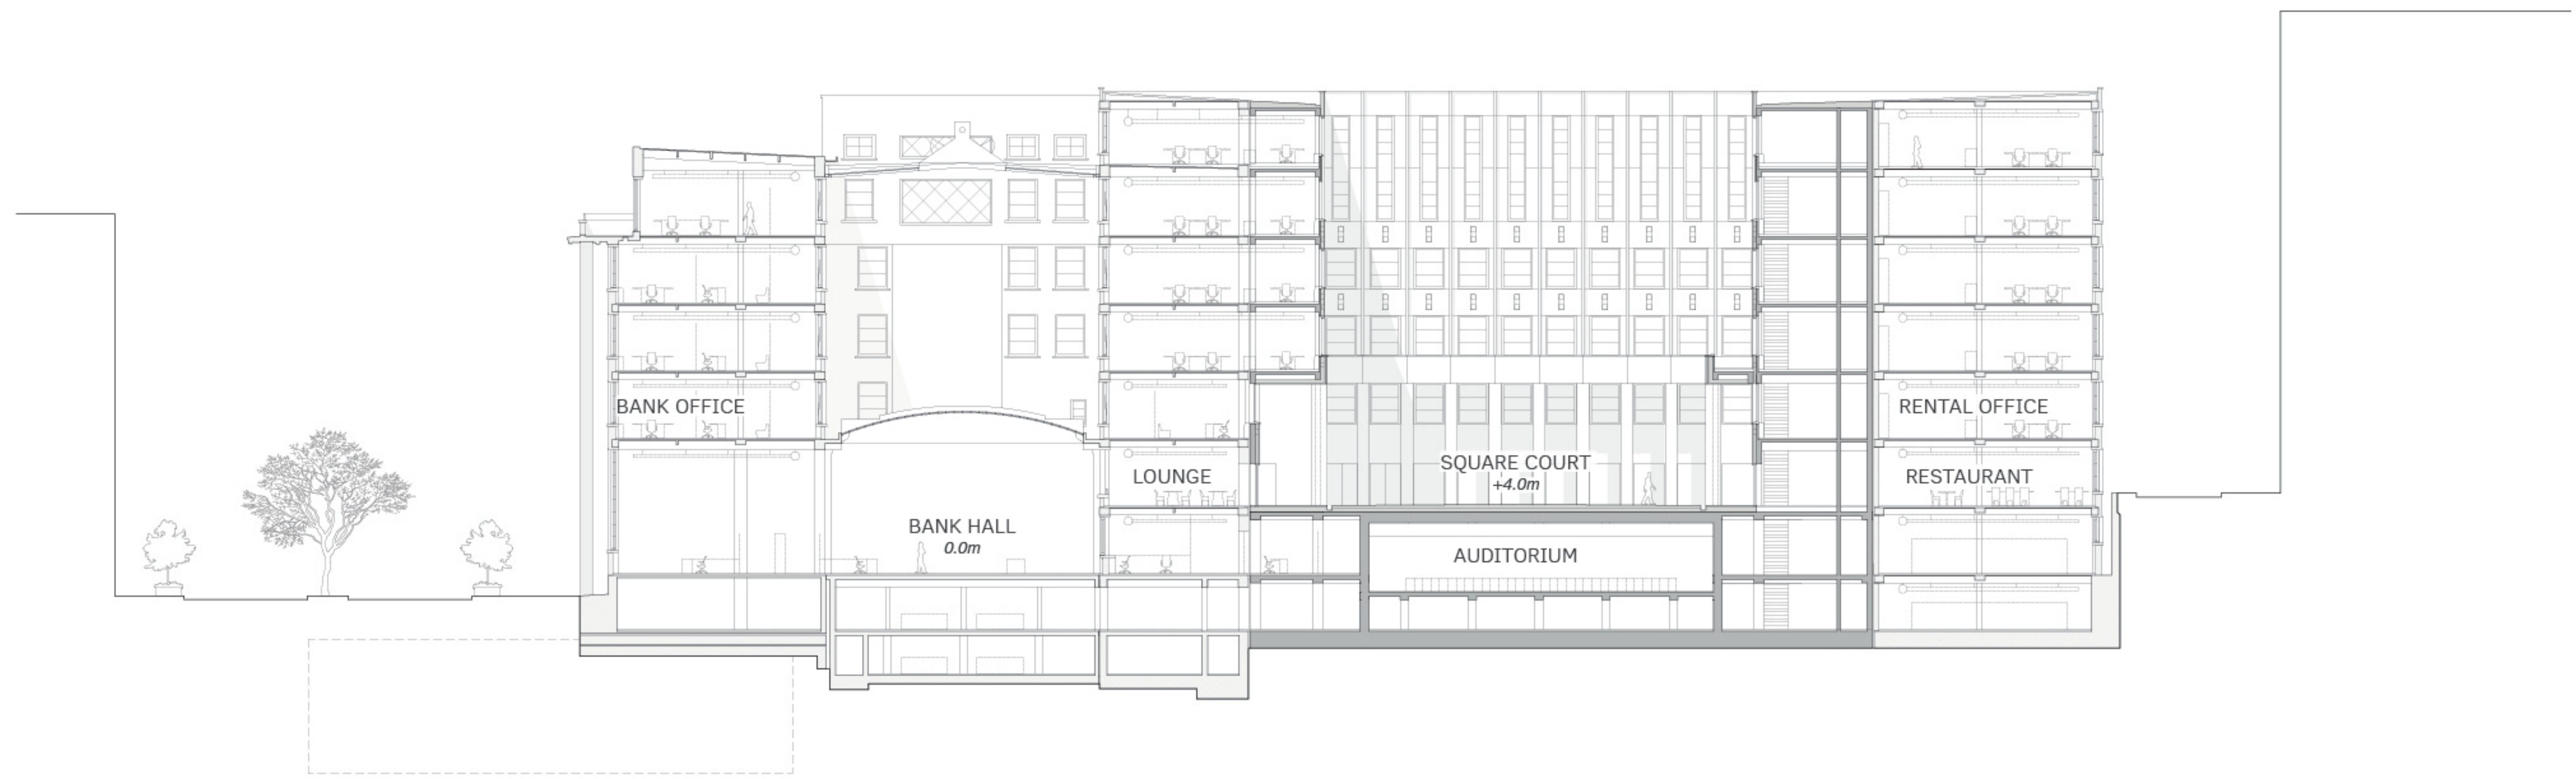 BANK OFFICE
BANK HALL
0.0m
LOUNGE
SQUARE COURT
+4.0m
AUDITORIUM
RENTAL OFFICE
RESTAURANT